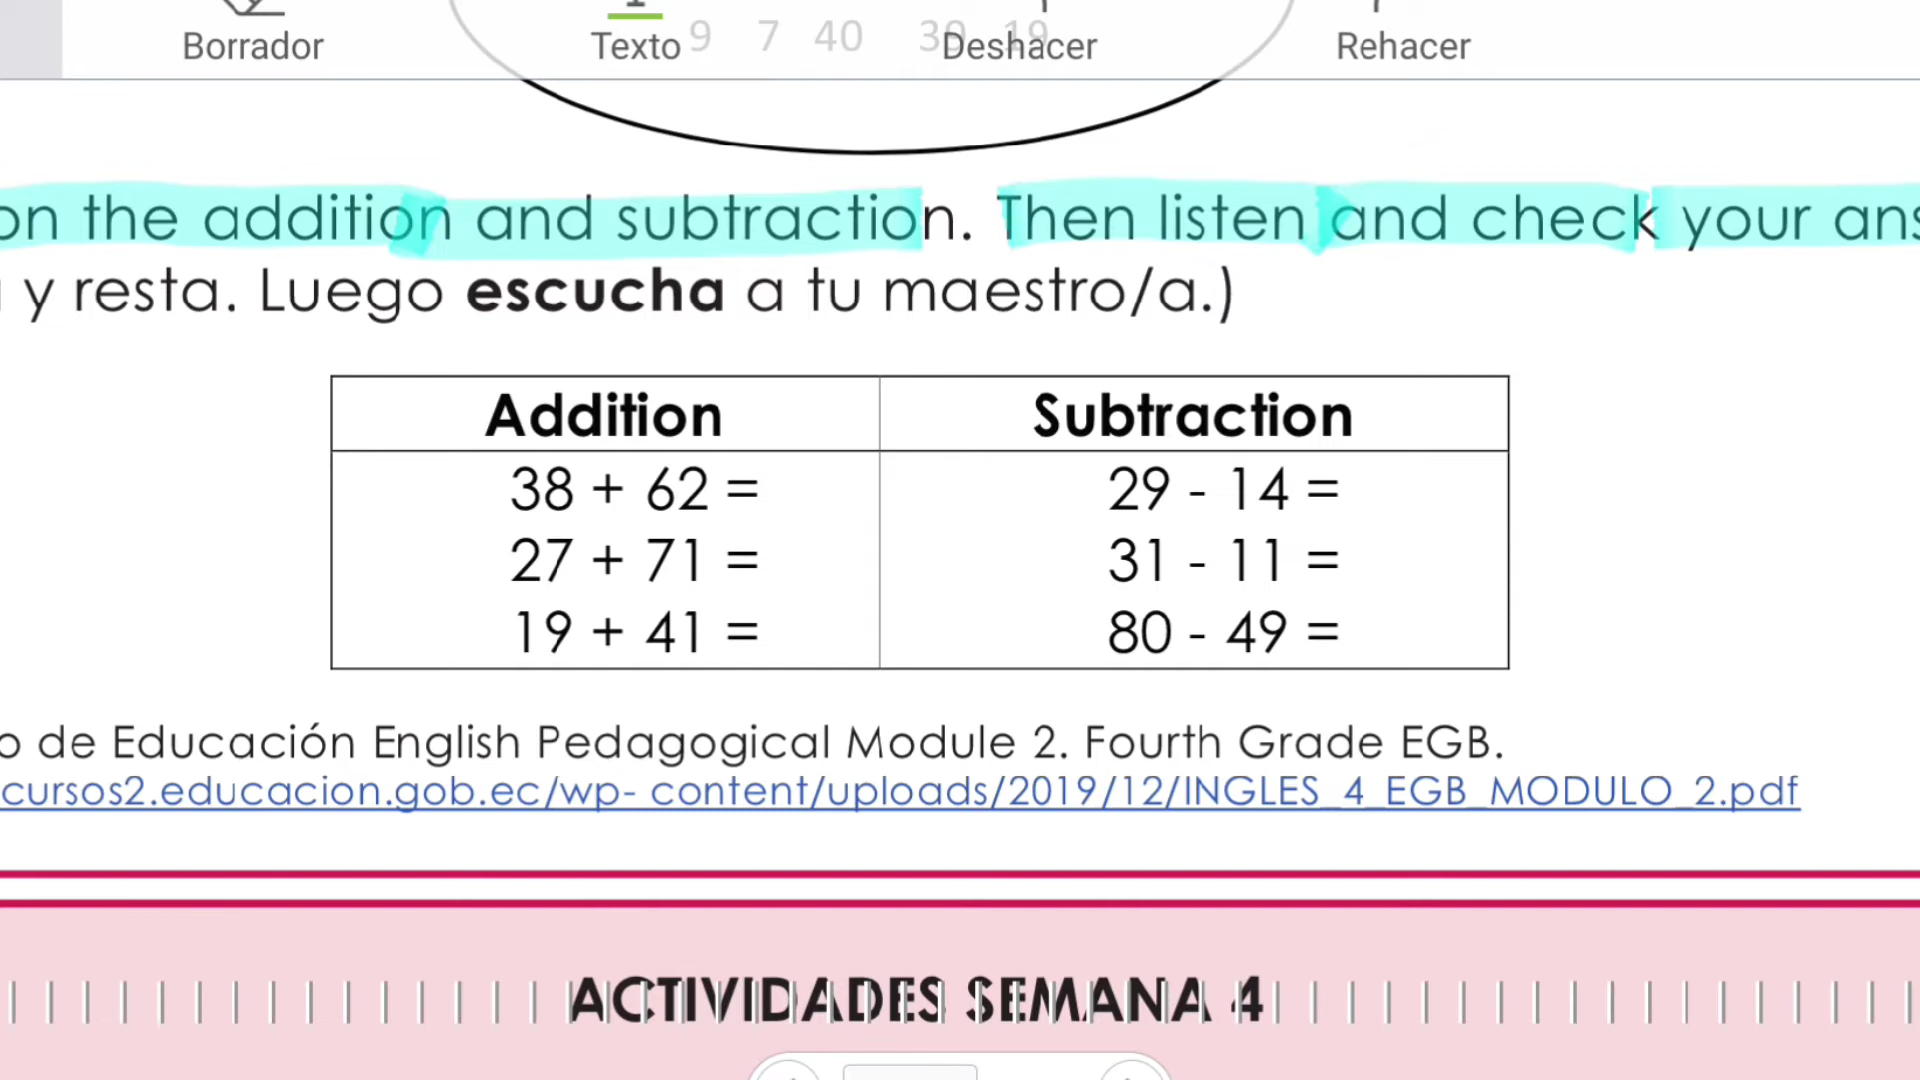 Borrador Texto Deshacer Rehacer
9 7 40 39 19
on the addition and subtraction. Then listen and check your ans
y resta. Luego escucha a tu maestro/a.)
Addition Subtraction
38 + 62 = 29 - 14 =
27 + 71 = 31 - 11 =
19 + 41 = 80 - 49 =
o de Educación English Pedagogical Module 2. Fourth Grade EGB.
cursos2.educacion.gob.ec/wp- content/uploads/2019/12/INGLES_4_EGB_MODULO_2.pdf
ACTIVIDADES SEMANA 4